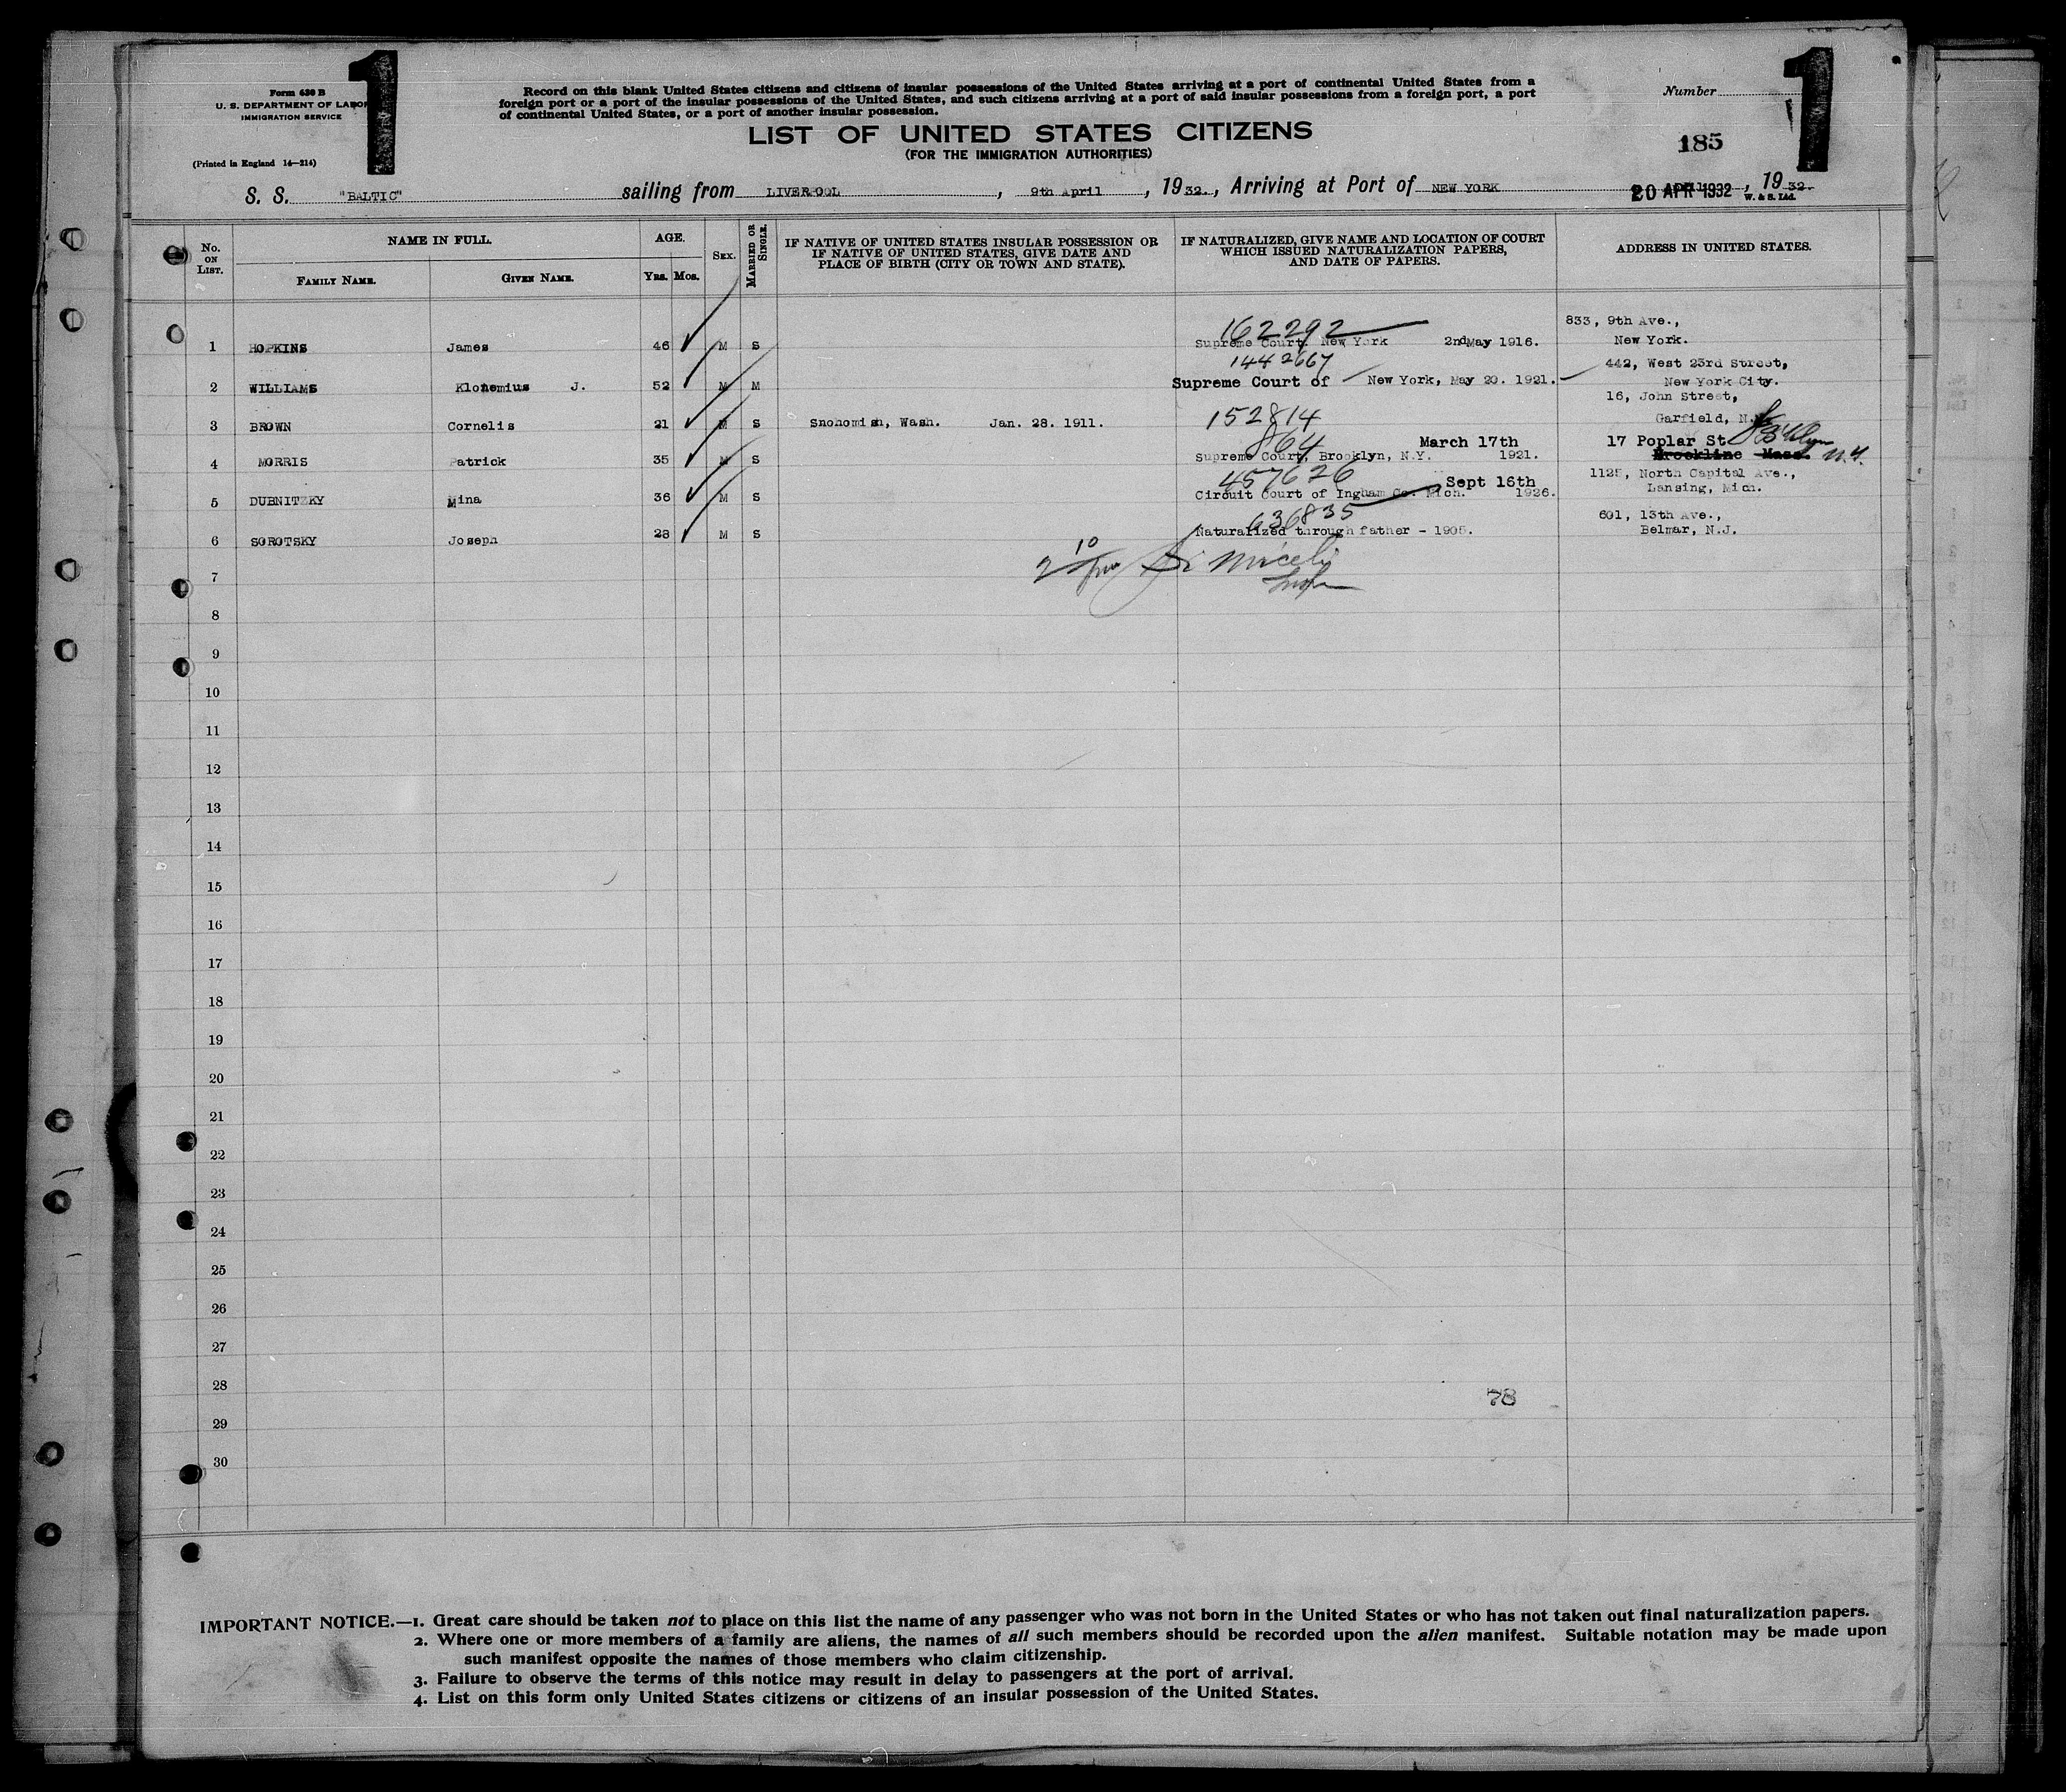 1
1
Form 630 B
U. S. DEPARTMENT OF LABOR
IMMIGRATION SERVICE
(Printed in England 14—214)
Record on this blank United States citizens and citizens of insular possessions of the United States arriving at a port of continental United States from a
foreign port or a port of the insular possessions of the United States, and such citizens arriving at a port of said insular possessions from a foreign port, a port
of continental United States, or a port of another insular possession.
Number
LIST OF UNITED STATES CITIZENS
(FOR THE IMMIGRATION AUTHORITIES)
185
S. S. "BALTIC" sailing from LIVERPOOL, 9th April, 1932., Arriving at Port of NEW YORK 20 APR 1932, 1932.
W. & S. Ltd.
No. ON LIST.
NAME IN FULL.
FAMILY NAME.
GIVEN NAME.
AGE.
YRS. MOS.
SEX.
MARRIED OR SINGLE.
IF NATIVE OF UNITED STATES INSULAR POSSESSION OR
IF NATIVE OF UNITED STATES, GIVE DATE AND
PLACE OF BIRTH (CITY OR TOWN AND STATE).
IF NATURALIZED, GIVE NAME AND LOCATION OF COURT
WHICH ISSUED NATURALIZATION PAPERS,
AND DATE OF PAPERS.
ADDRESS IN UNITED STATES.
162292
833, 9th Ave.,
1 HOPKINS James 46 M S Supreme Court. New York 2nd May 1916. New York.
1442667
442, West 23rd Street,
2 WILLIAMS Klonemius J. 52 M M Supreme Court of New York, May 20. 1921. New York City.
16, John Street,
3 BROWN Cornelis 21 M S Snohomish, Wash. Jan. 28. 1911. 152814 Garfield, N.J.
864 March 17th 17 Poplar St B'klyn
4 MORRIS Patrick 35 M S Supreme Court, Brooklyn, N.Y. 1921. Brookline Mass. N.Y.
457626 Sept 16th 1125, North Capital Ave.,
5 DUBNITZKY Mina 36 M S Circuit Court of Ingham Co. Mich. 1926. Lansing, Mich.
636835 601, 13th Ave.,
6 SOROTSKY Joseph 28 M S Naturalized through father - 1905. Belmar, N.J.
2 10 Miceli
Insp
7
8
9
10
11
12
13
14
15
16
17
18
19
20
21
22
23
24
25
26
27
28
78
29
30
IMPORTANT NOTICE.—1. Great care should be taken not to place on this list the name of any passenger who was not born in the United States or who has not taken out final naturalization papers.
2. Where one or more members of a family are aliens, the names of all such members should be recorded upon the alien manifest. Suitable notation may be made upon
such manifest opposite the names of those members who claim citizenship.
3. Failure to observe the terms of this notice may result in delay to passengers at the port of arrival.
4. List on this form only United States citizens or citizens of an insular possession of the United States.